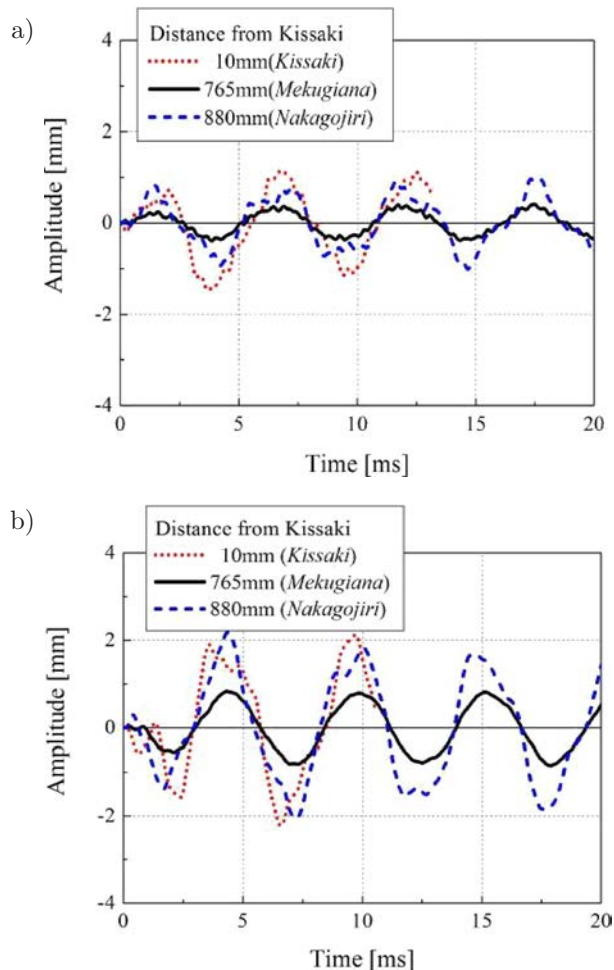 a)
Distance from Kissaki
10mm(Kissaki)
765mm(Mekugiana)
880mm(Nakagojiri)
4
2
0
-2
-4
Amplitude [mm]
0 5 10 15 20
Time [ms]
b)
Distance from Kissaki
10mm (Kissaki)
765mm (Mekugiana)
880mm (Nakagojiri)
4
2
0
-2
-4
Amplitude [mm]
0 5 10 15 20
Time [ms]